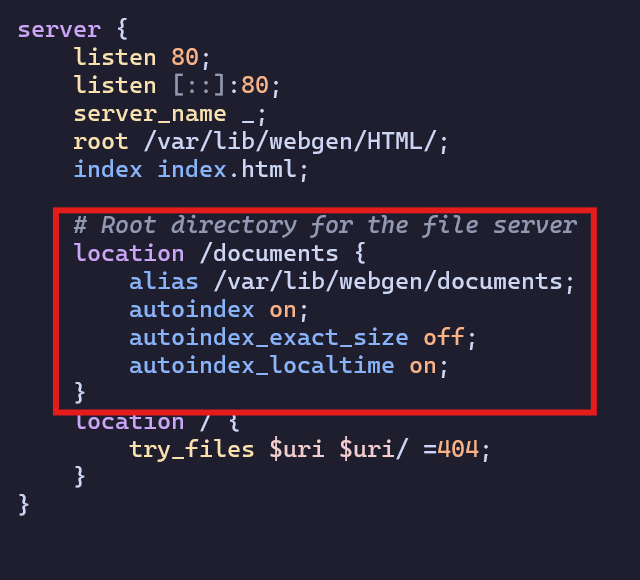 server {
    listen 80;
    listen [::]:80;
    server_name _;
    root /var/lib/webgen/HTML/;
    index index.html;

    # Root directory for the file server
    location /documents {
        alias /var/lib/webgen/documents;
        autoindex on;
        autoindex_exact_size off;
        autoindex_localtime on;
    }
    location / {
        try_files $uri $uri/ =404;
    }
}